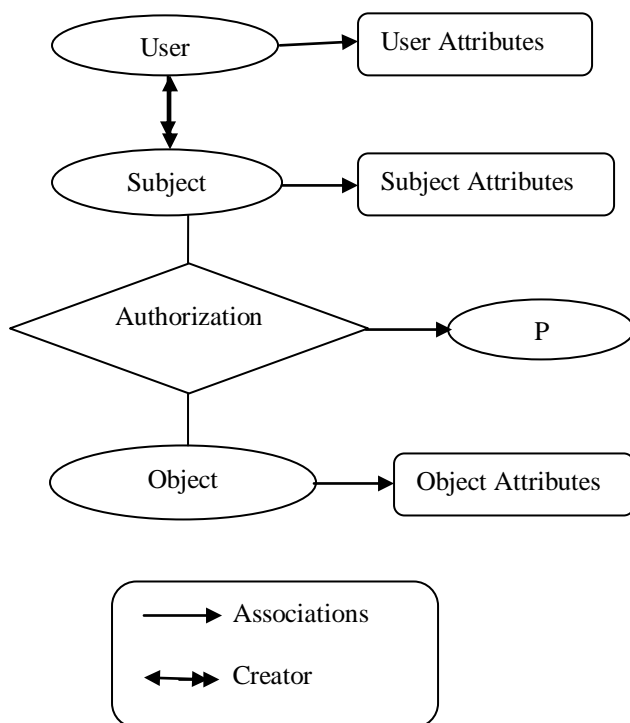 User
User Attributes
Subject
Subject Attributes
Authorization
P
Object
Object Attributes
Associations
Creator